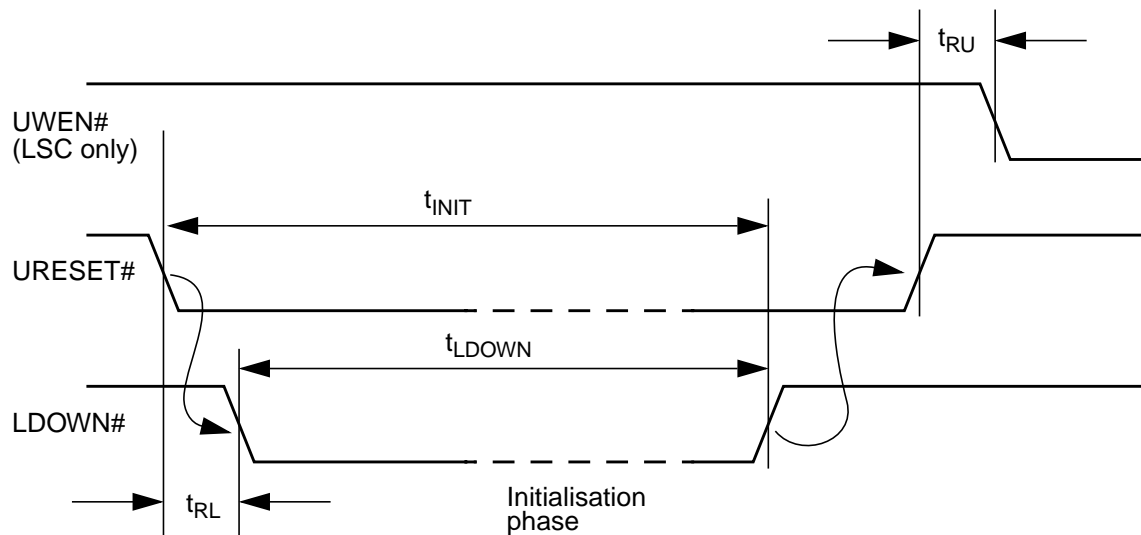 tRU
UWEN#
(LSC only)
tINIT
URESET#
tLDOWN
LDOWN#
tRL
Initialisation
phase